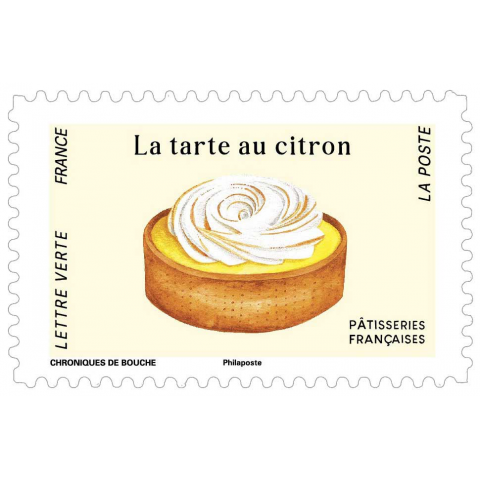 La tarte au citron
FRANCE
LETTRE VERTE
LA POSTE
PÂTISSERIES
FRANÇAISES
CHRONIQUES DE BOUCHE
Philaposte